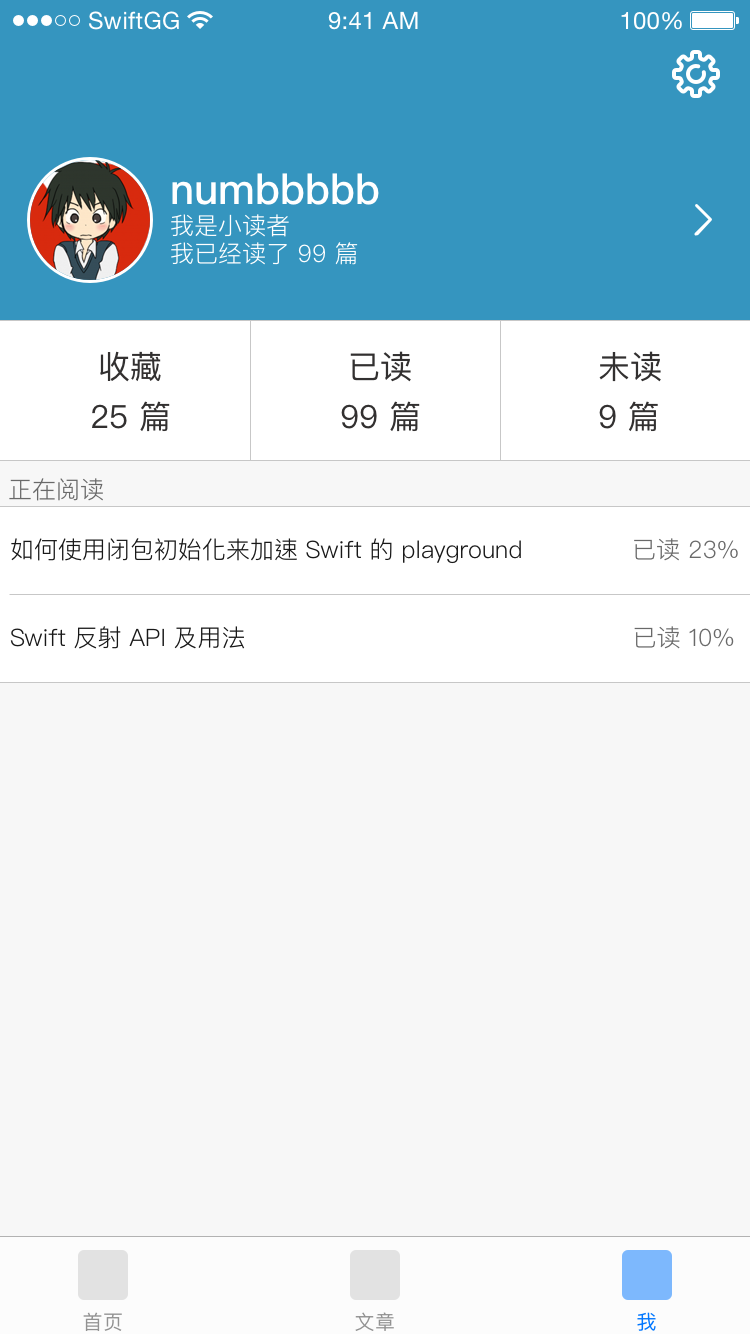 SwiftGG 9:41 AM 100%
numbbbbb
我是小读者
我已经读了 99 篇
收藏 已读 未读
25 篇 99 篇 9 篇
正在阅读
如何使用闭包初始化来加速 Swift 的 playground 已读 23%
Swift 反射 API 及用法 已读 10%
首页 文章 我